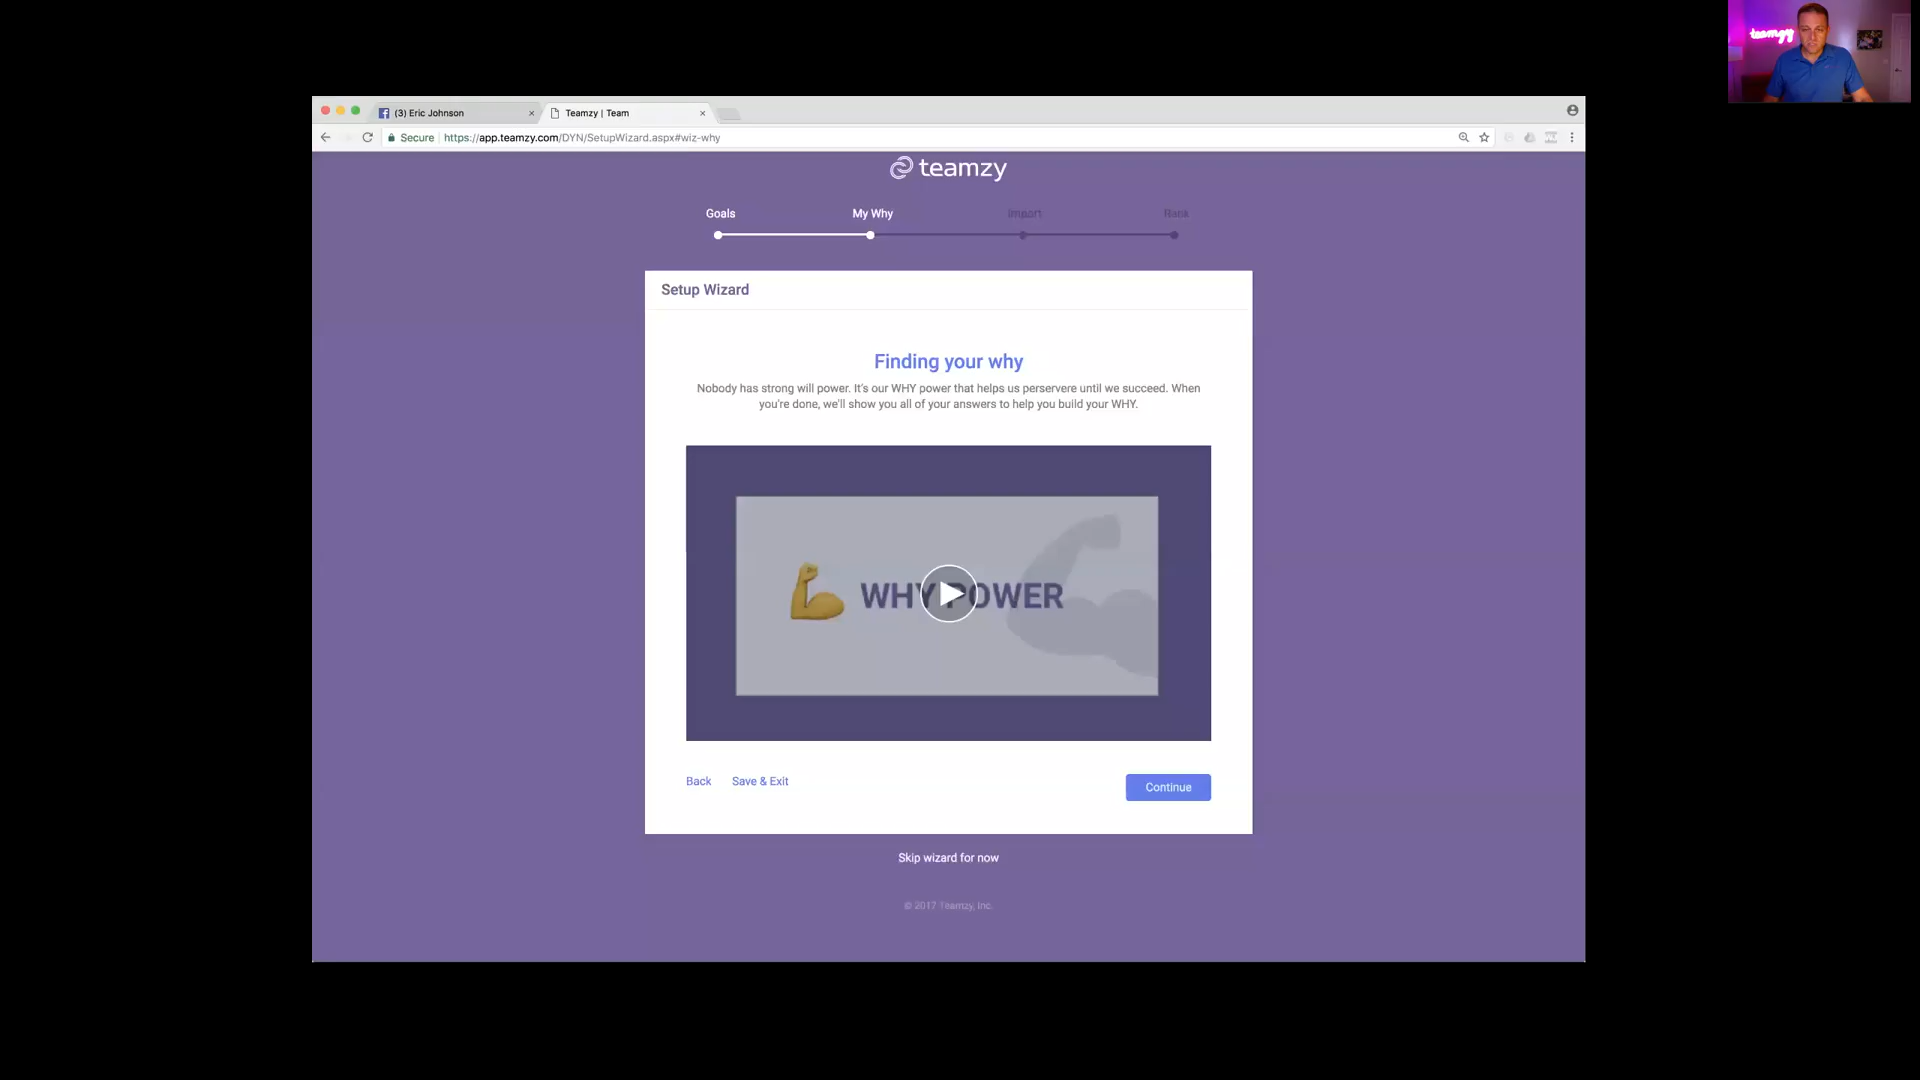 teamzy
(3) Eric Johnson
Teamzy | Team
Secure
https://app.teamzy.com/DYN/SetupWizard.aspx#wiz-why
teamzy
Goals
My Why
Import
Rank
Setup Wizard
Finding your why
Nobody has strong will power. It's our WHY power that helps us perservere until we succeed. When
you're done, we'll show you all of your answers to help you build your WHY.
WHY POWER
Back
Save & Exit
Continue
Skip wizard for now
© 2017 Teamzy, Inc.